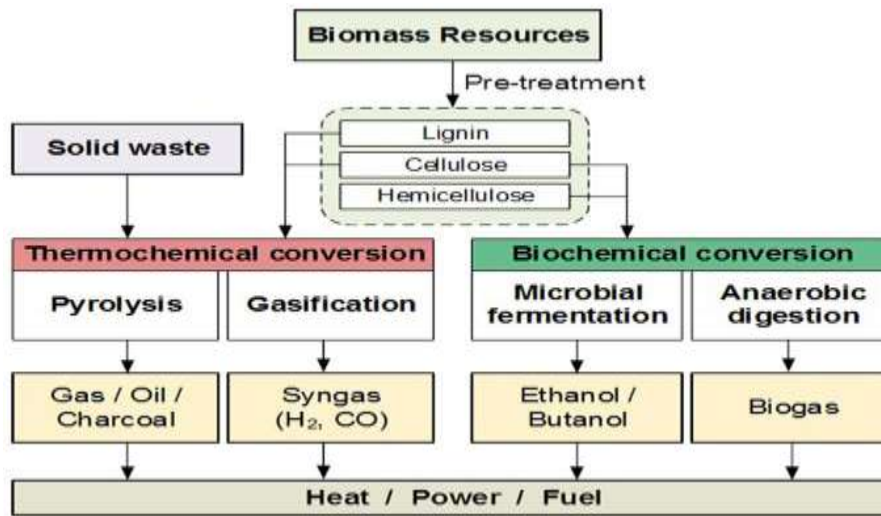 Biomass Resources
Pre-treatment
Lignin
Solid waste
Cellulose
Hemicellulose
Thermochemical conversion
Biochemical conversion
Pyrolysis
Gasification
Microbial
fermentation
Anaerobic
digestion
Gas / Oil /
Charcoal
Syngas
(H₂, CO)
Ethanol /
Butanol
Biogas
Heat / Power / Fuel